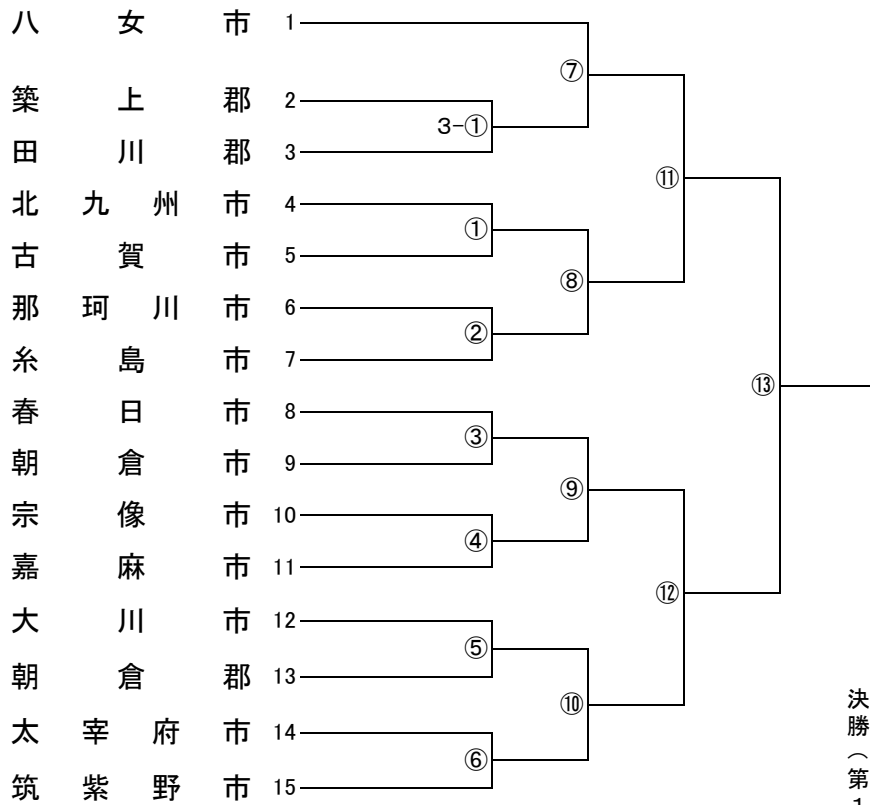 八女市 1
⑦
築上郡 2
3-①
田川郡 3
⑪
北九州市 4
①
古賀市 5
⑧
那珂川市 6
②
糸島市 7
⑬
春日市 8
③
朝倉市 9
⑨
宗像市 10
④
嘉麻市 11
⑫
大川市 12
⑤
朝倉郡 13
⑩
太宰府市 14
⑥
筑紫野市 15
決勝（第1